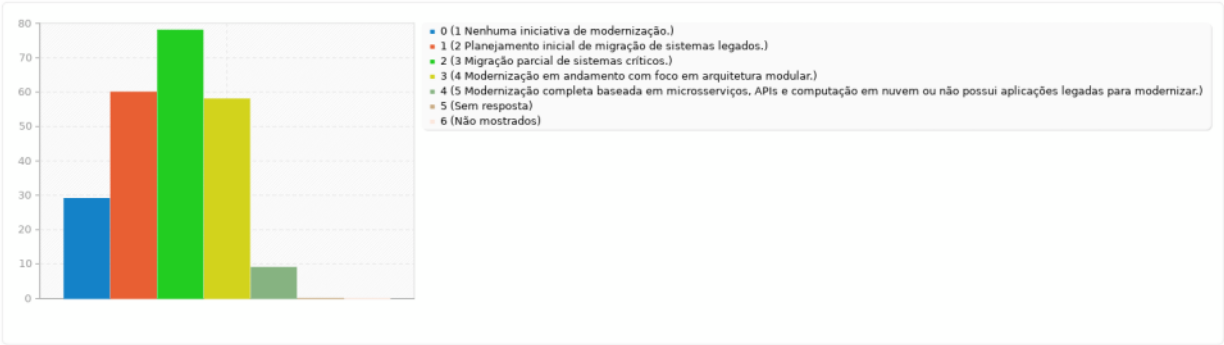 80
70
60
50
40
30
20
10
0
0 (1 Nenhuma iniciativa de modernização.)
1 (2 Planejamento inicial de migração de sistemas legados.)
2 (3 Migração parcial de sistemas críticos.)
3 (4 Modernização em andamento com foco em arquitetura modular.)
4 (5 Modernização completa baseada em microsserviços, APIs e computação em nuvem ou não possui aplicações legadas para modernizar.)
5 (Sem resposta)
6 (Não mostrados)